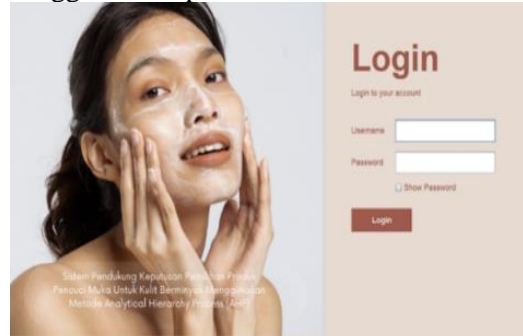 Login
Login to your account
Username
Password
Show Password
Login
Sistem Pendukung Keputusan Pemilihan Produk
Pencuci Muka Untuk Kulit Berminyak Menggunakan
Metode Analytical Hierarchy Process (AHP)